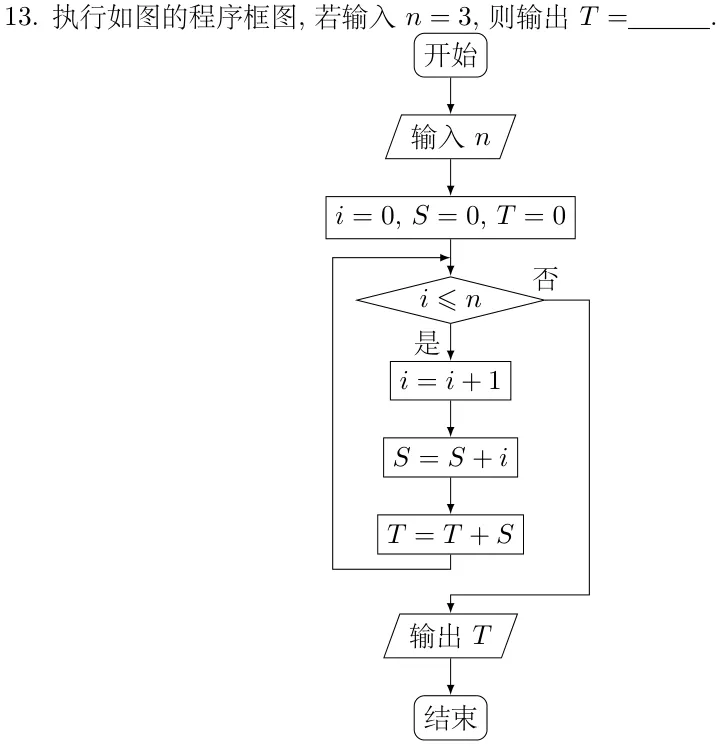 13. 执行如图的程序框图, 若输入 n = 3, 则输出 T =______.
开始
输入 n
i = 0, S = 0, T = 0
i ⩽ n
否
是
i = i + 1
S = S + i
T = T + S
输出 T
结束